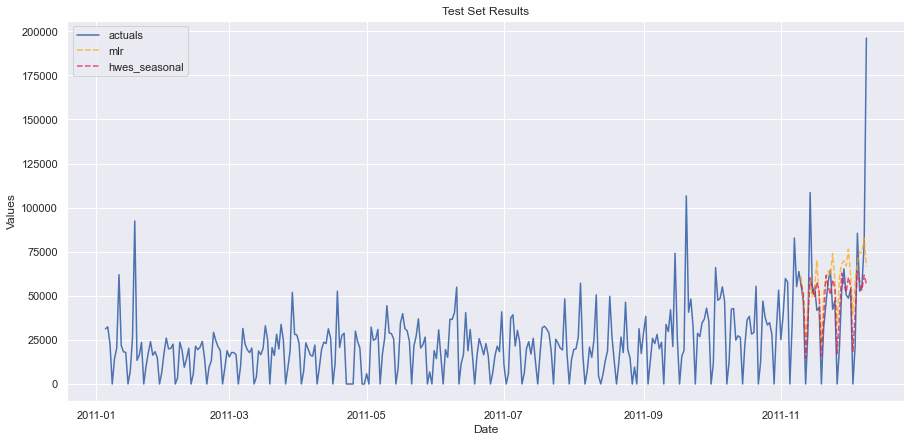 Test Set Results
actuals
mlr
hwes_seasonal
200000
175000
150000
125000
100000
75000
50000
25000
0
Values
2011-01 2011-03 2011-05 2011-07 2011-09 2011-11
Date